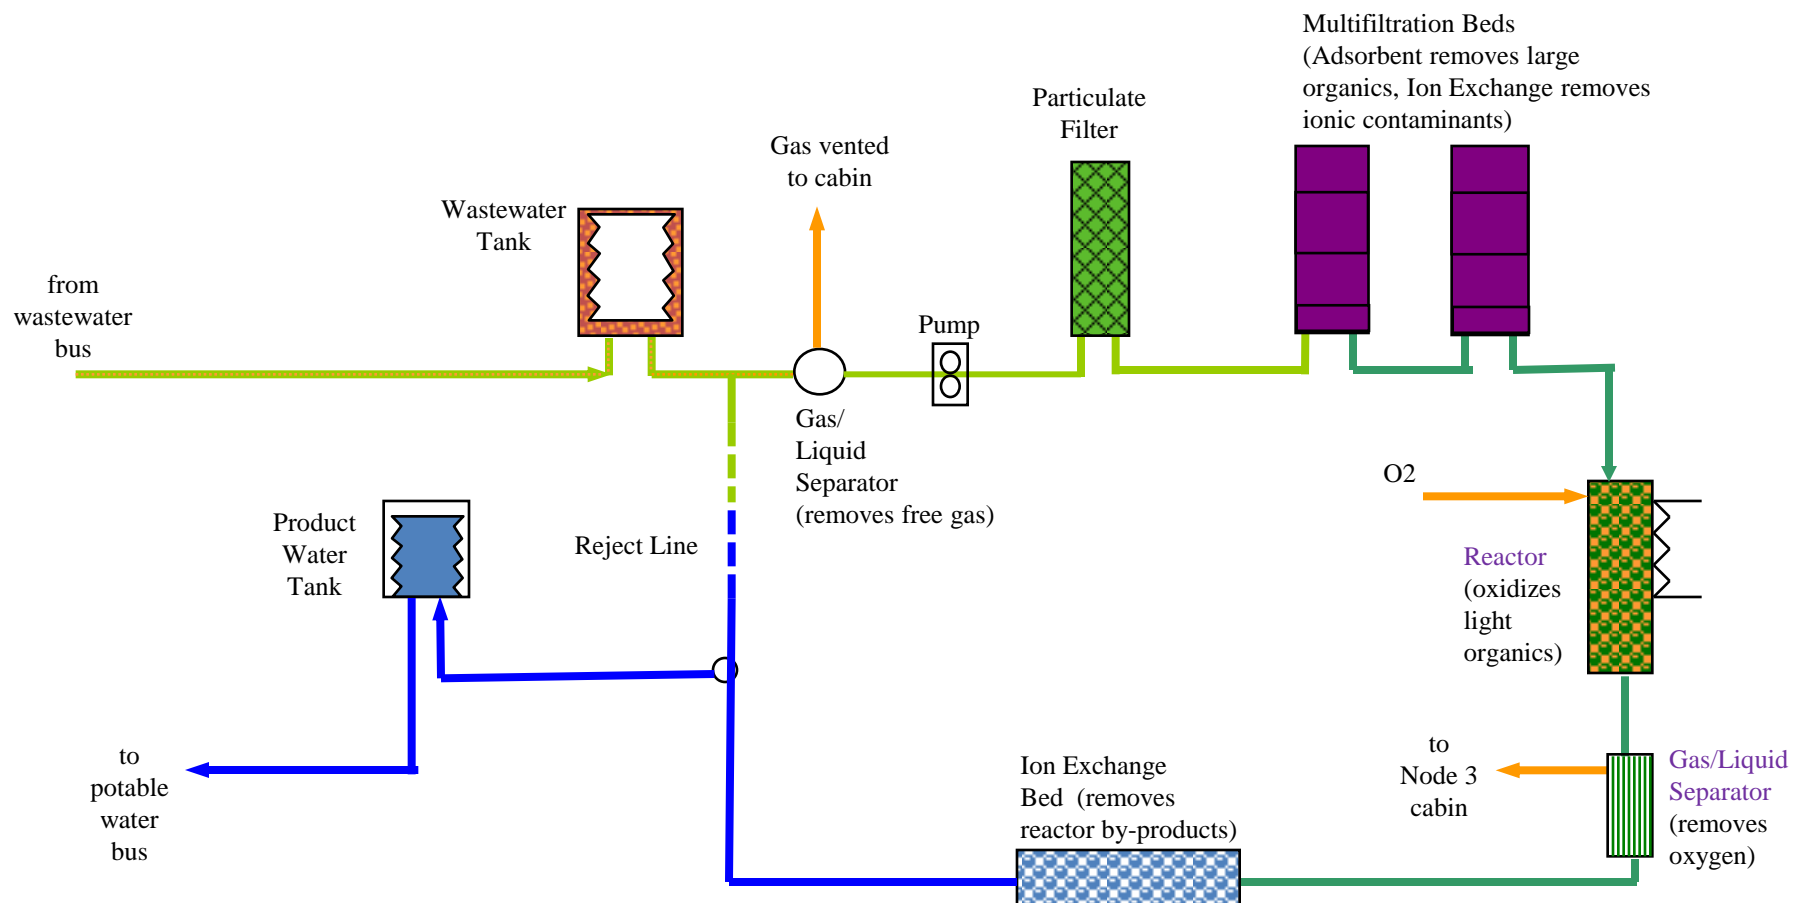 Multifiltration Beds
(Adsorbent removes large
organics, Ion Exchange removes
ionic contaminants)
Particulate
Filter
Gas vented
to cabin
Wastewater
Tank
from
wastewater
bus
Pump
Gas/
Liquid
Separator
(removes free gas)
O2
Product
Water
Tank
Reject Line
Reactor
(oxidizes
light
organics)
to
potable
water
bus
Ion Exchange
Bed  (removes
reactor by-products)
to
Node 3
cabin
Gas/Liquid
Separator
(removes
oxygen)